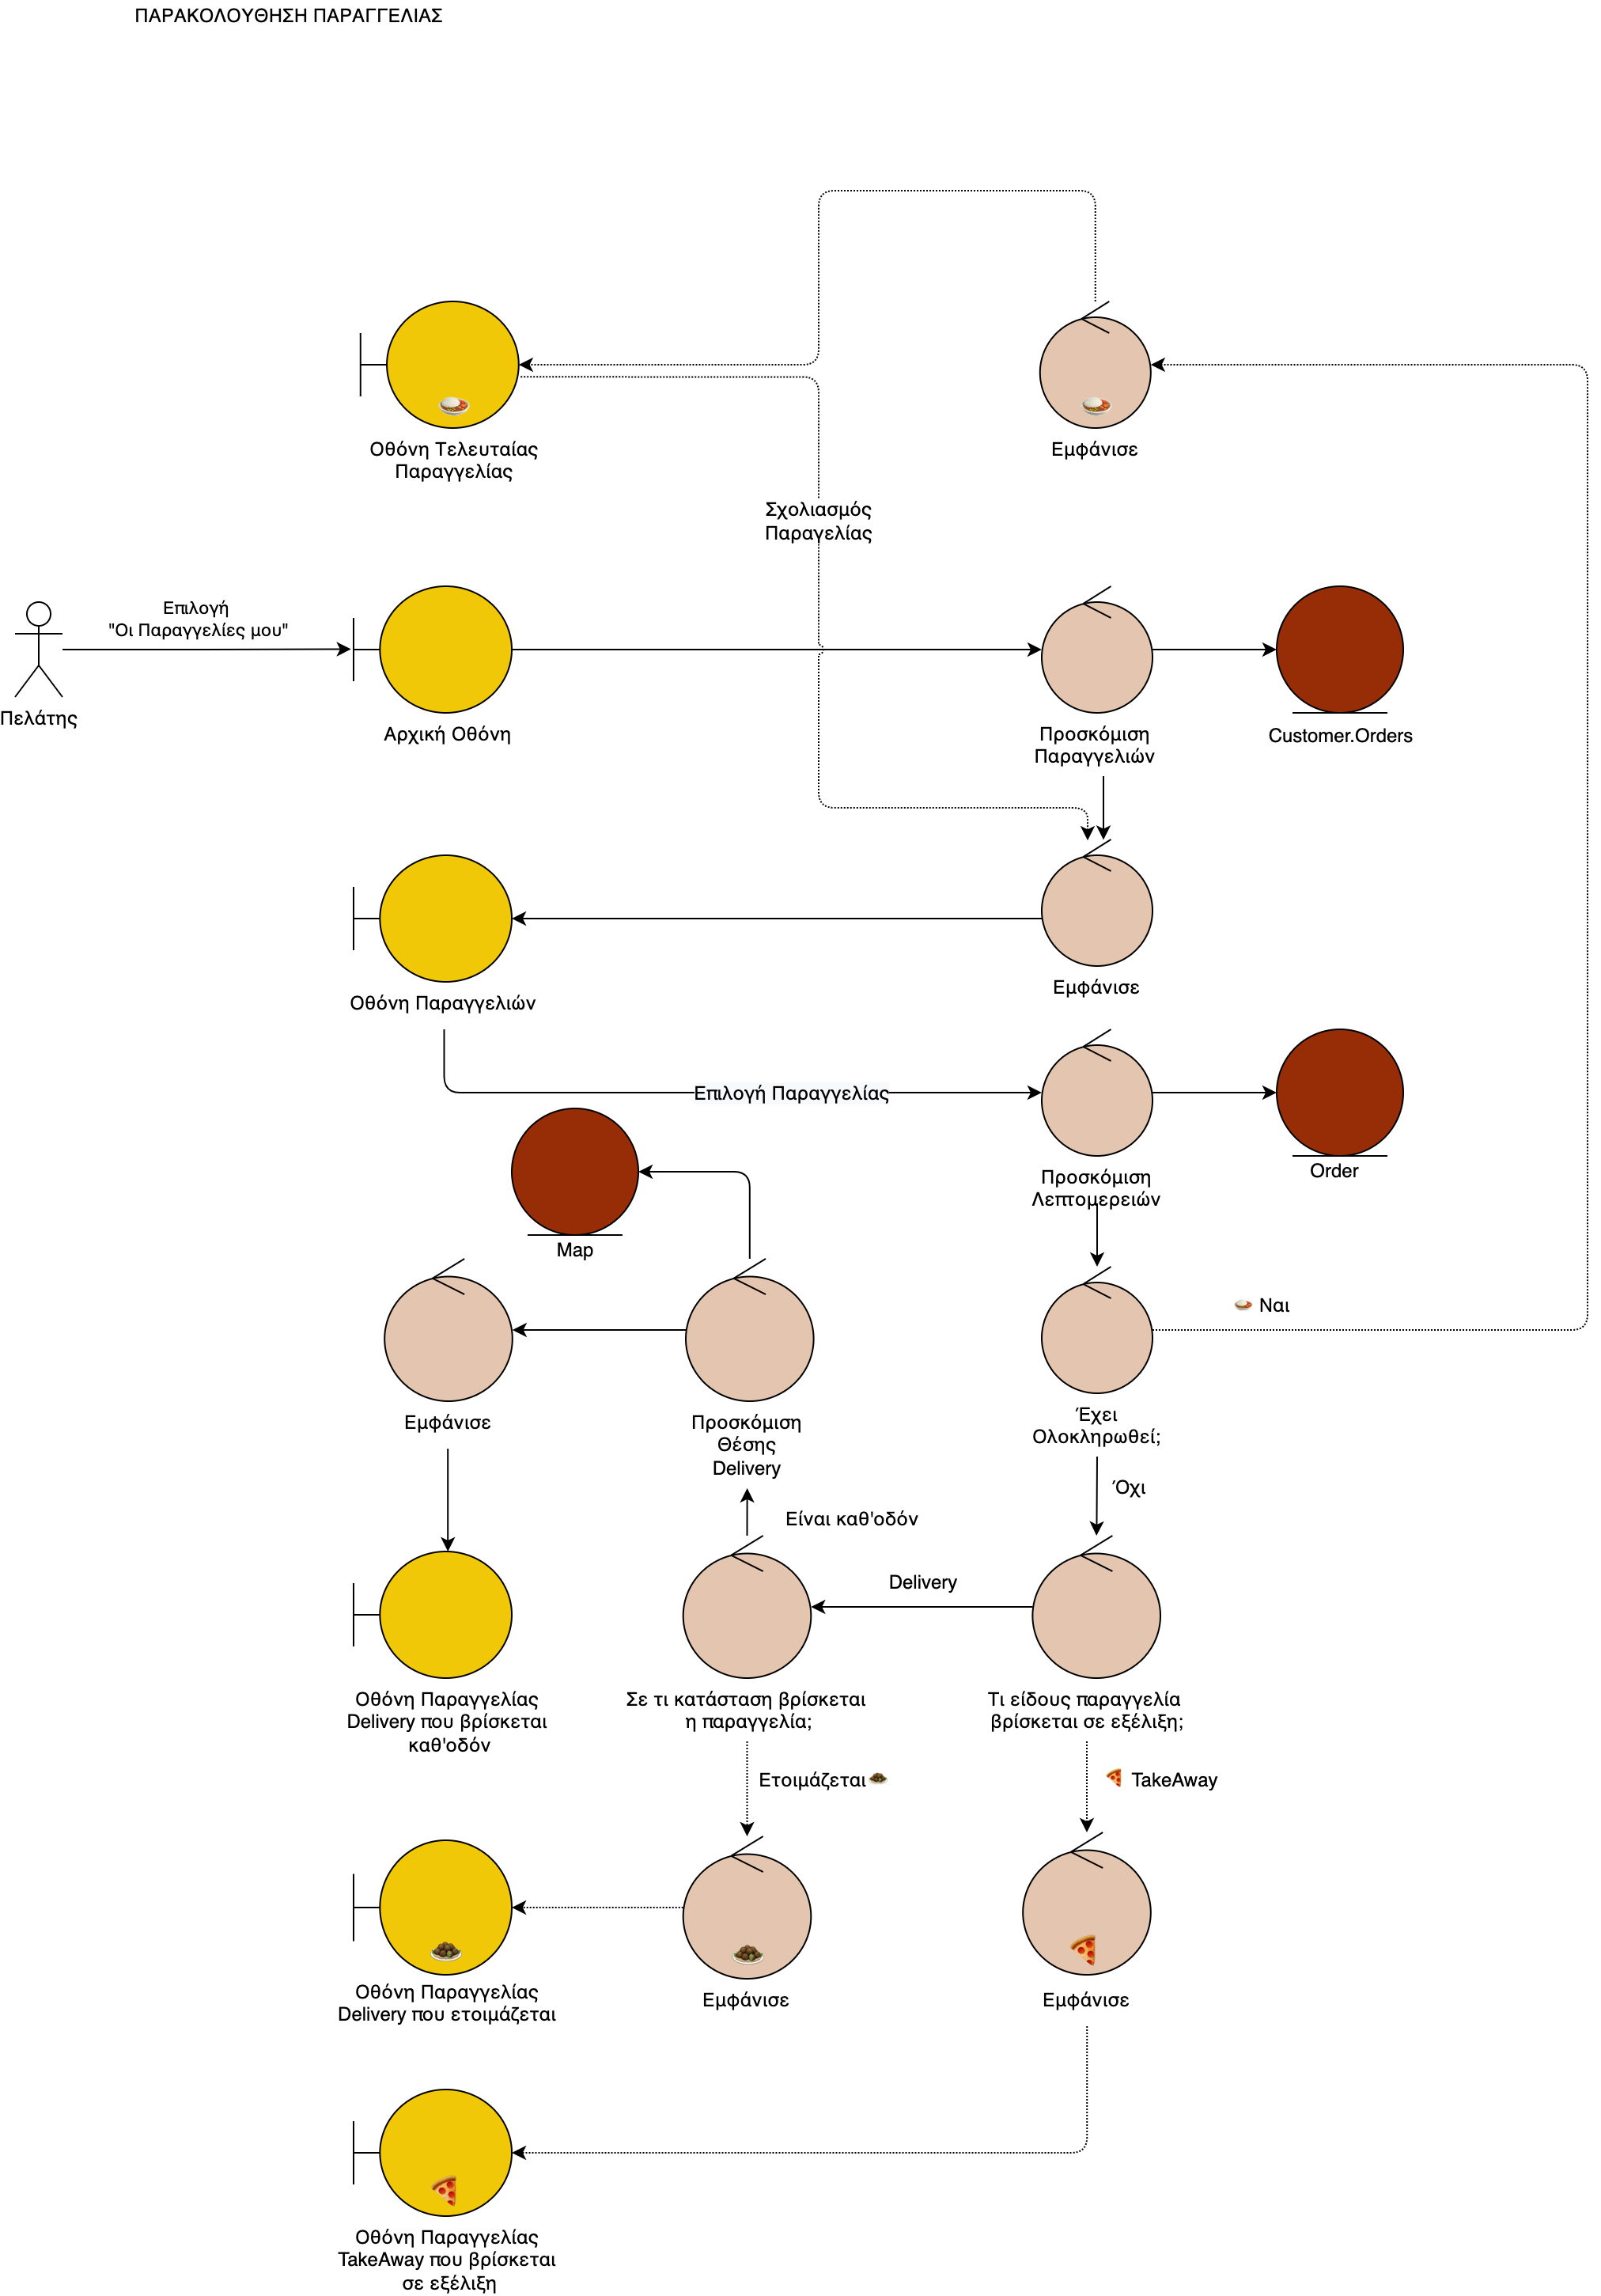 ΠΑΡΑΚΟΛΟΥΘΗΣΗ ΠΑΡΑΓΓΕΛΙΑΣ
Οθόνη Τελευταίας
Παραγγελίας
Εμφάνισε
Σχολιασμός
Παραγελίας
Επιλογή
"Οι Παραγγελίες μου"
Πελάτης
Αρχική Οθόνη
Προσκόμιση
Παραγγελιών
Customer.Orders
Οθόνη Παραγγελιών
Εμφάνισε
Επιλογή Παραγγελίας
Προσκόμιση
Λεπτομερειών
Order
Map
Ναι
Εμφάνισε
Προσκόμιση
Θέσης
Delivery
Έχει
Ολοκληρωθεί;
Όχι
Είναι καθ'οδόν
Delivery
Οθόνη Παραγγελίας
Delivery που βρίσκεται
καθ'οδόν
Σε τι κατάσταση βρίσκεται
η παραγγελία;
Τι είδους παραγγελία
βρίσκεται σε εξέλιξη;
Ετοιμάζεται
TakeAway
Οθόνη Παραγγελίας
Delivery που ετοιμάζεται
Εμφάνισε
Εμφάνισε
Οθόνη Παραγγελίας
TakeAway που βρίσκεται
σε εξέλιξη